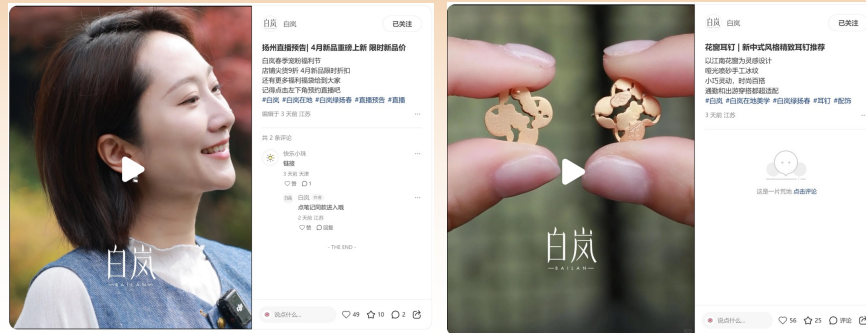 白岚
—BAILAN—
白岚 白岚
已关注
扬州直播预告| 4月新品重磅上新 限时新品价
白岚春季宠粉福利节
店铺尖货9折 4月新品限时折扣
还有更多福利福袋给到大家
记得点击左下角预约直播吧
#白岚 #白岚在地 #白岚绿扬春 #直播预告 #直播
编辑于 3 天前 江苏
共 2 条评论
快乐小珠
链接
3 天前 天津
赞 1
白岚 白岚 作者
点笔记同款进入哦
2 天前 江苏
赞 回复
- THE END -
说点什么...
49 10 2
白岚
—BAILAN—
白岚 白岚
已关注
花窗耳钉 | 新中式风格精致耳钉推荐
以江南花窗为灵感设计
哑光喷砂手工冰纹
小巧灵动，时尚百搭
通勤和出游穿搭都超适配
#白岚 #白岚在地美学 #白岚绿扬春 #耳钉 #配饰
3 天前 江苏
这是一片荒地 点击评论
说点什么...
56 25 评论